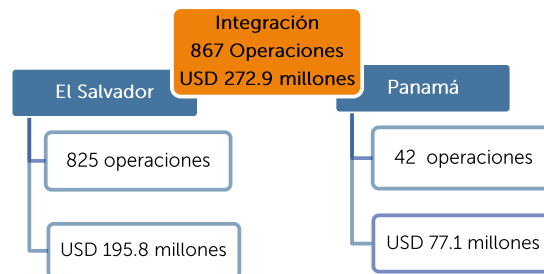 Integración
867 Operaciones
USD 272.9 millones
El Salvador
Panamá
825 operaciones
42 operaciones
USD 195.8 millones
USD 77.1 millones